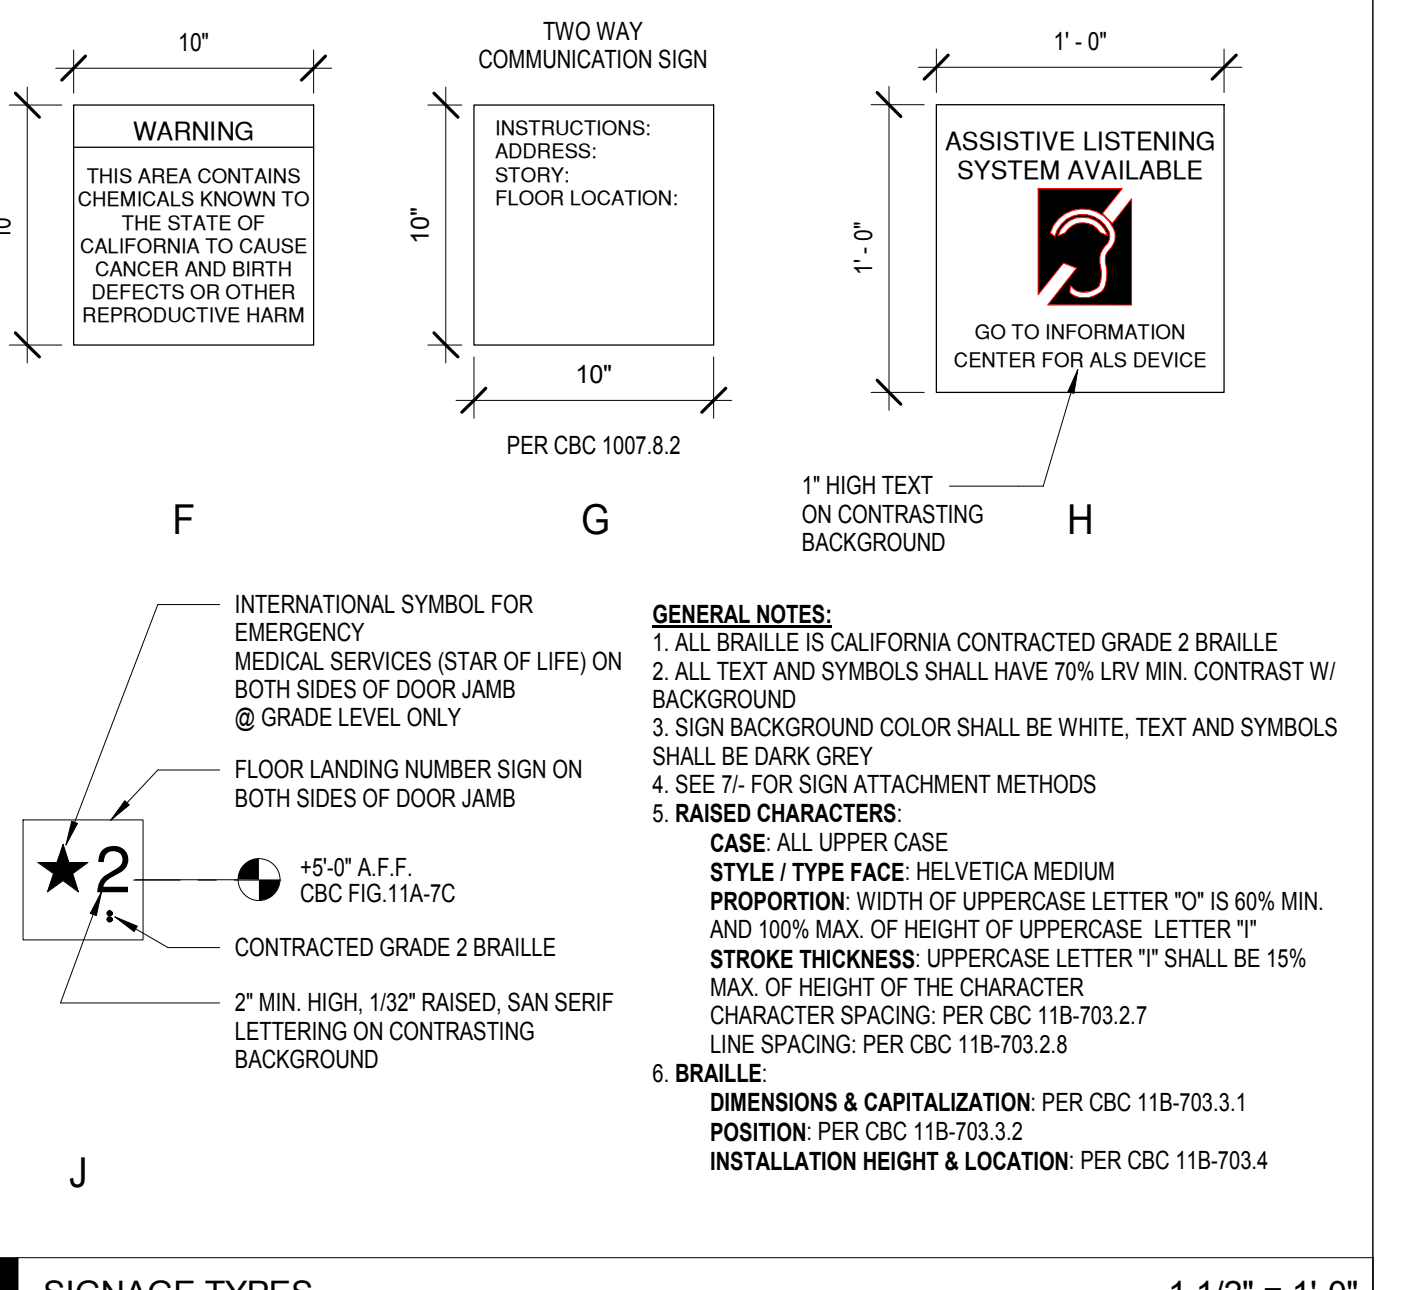 10"
10"
WARNING
THIS AREA CONTAINS
CHEMICALS KNOWN TO
THE STATE OF
CALIFORNIA TO CAUSE
CANCER AND BIRTH
DEFECTS OR OTHER
REPRODUCTIVE HARM
F
TWO WAY
COMMUNICATION SIGN
10"
INSTRUCTIONS:
ADDRESS:
STORY:
FLOOR LOCATION:
10"
PER CBC 1007.8.2
G
1' - 0"
1' - 0"
ASSISTIVE LISTENING
SYSTEM AVAILABLE
GO TO INFORMATION
CENTER FOR ALS DEVICE
1" HIGH TEXT
ON CONTRASTING
BACKGROUND
H
INTERNATIONAL SYMBOL FOR
EMERGENCY
MEDICAL SERVICES (STAR OF LIFE) ON
BOTH SIDES OF DOOR JAMB
@ GRADE LEVEL ONLY
FLOOR LANDING NUMBER SIGN ON
BOTH SIDES OF DOOR JAMB
2
+5'-0" A.F.F.
CBC FIG.11A-7C
CONTRACTED GRADE 2 BRAILLE
2" MIN. HIGH, 1/32" RAISED, SAN SERIF
LETTERING ON CONTRASTING
BACKGROUND
J
GENERAL NOTES:
1. ALL BRAILLE IS CALIFORNIA CONTRACTED GRADE 2 BRAILLE
2. ALL TEXT AND SYMBOLS SHALL HAVE 70% LRV MIN. CONTRAST W/
BACKGROUND
3. SIGN BACKGROUND COLOR SHALL BE WHITE, TEXT AND SYMBOLS
SHALL BE DARK GREY
4. SEE 7/- FOR SIGN ATTACHMENT METHODS
5. RAISED CHARACTERS:
CASE: ALL UPPER CASE
STYLE / TYPE FACE: HELVETICA MEDIUM
PROPORTION: WIDTH OF UPPERCASE LETTER "O" IS 60% MIN.
AND 100% MAX. OF HEIGHT OF UPPERCASE LETTER "I"
STROKE THICKNESS: UPPERCASE LETTER "I" SHALL BE 15%
MAX. OF HEIGHT OF THE CHARACTER
CHARACTER SPACING: PER CBC 11B-703.2.7
LINE SPACING: PER CBC 11B-703.2.8
6. BRAILLE:
DIMENSIONS & CAPITALIZATION: PER CBC 11B-703.3.1
POSITION: PER CBC 11B-703.3.2
INSTALLATION HEIGHT & LOCATION: PER CBC 11B-703.4
SIGNAGE TYPES
1 1/2" = 1'-0"